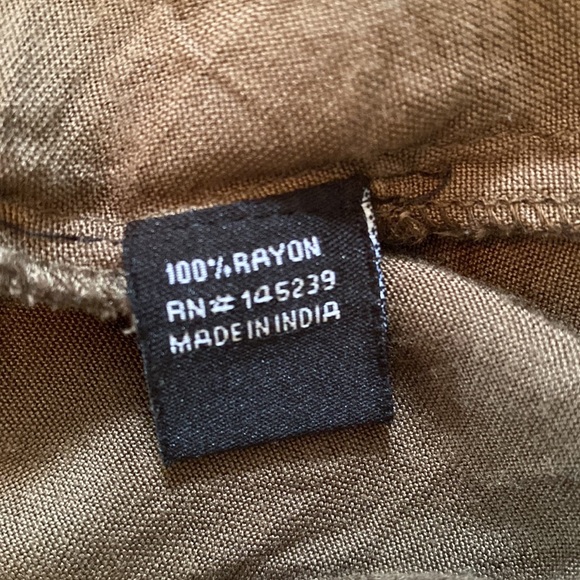 100% RAYON
RN# 145239
MADE IN INDIA